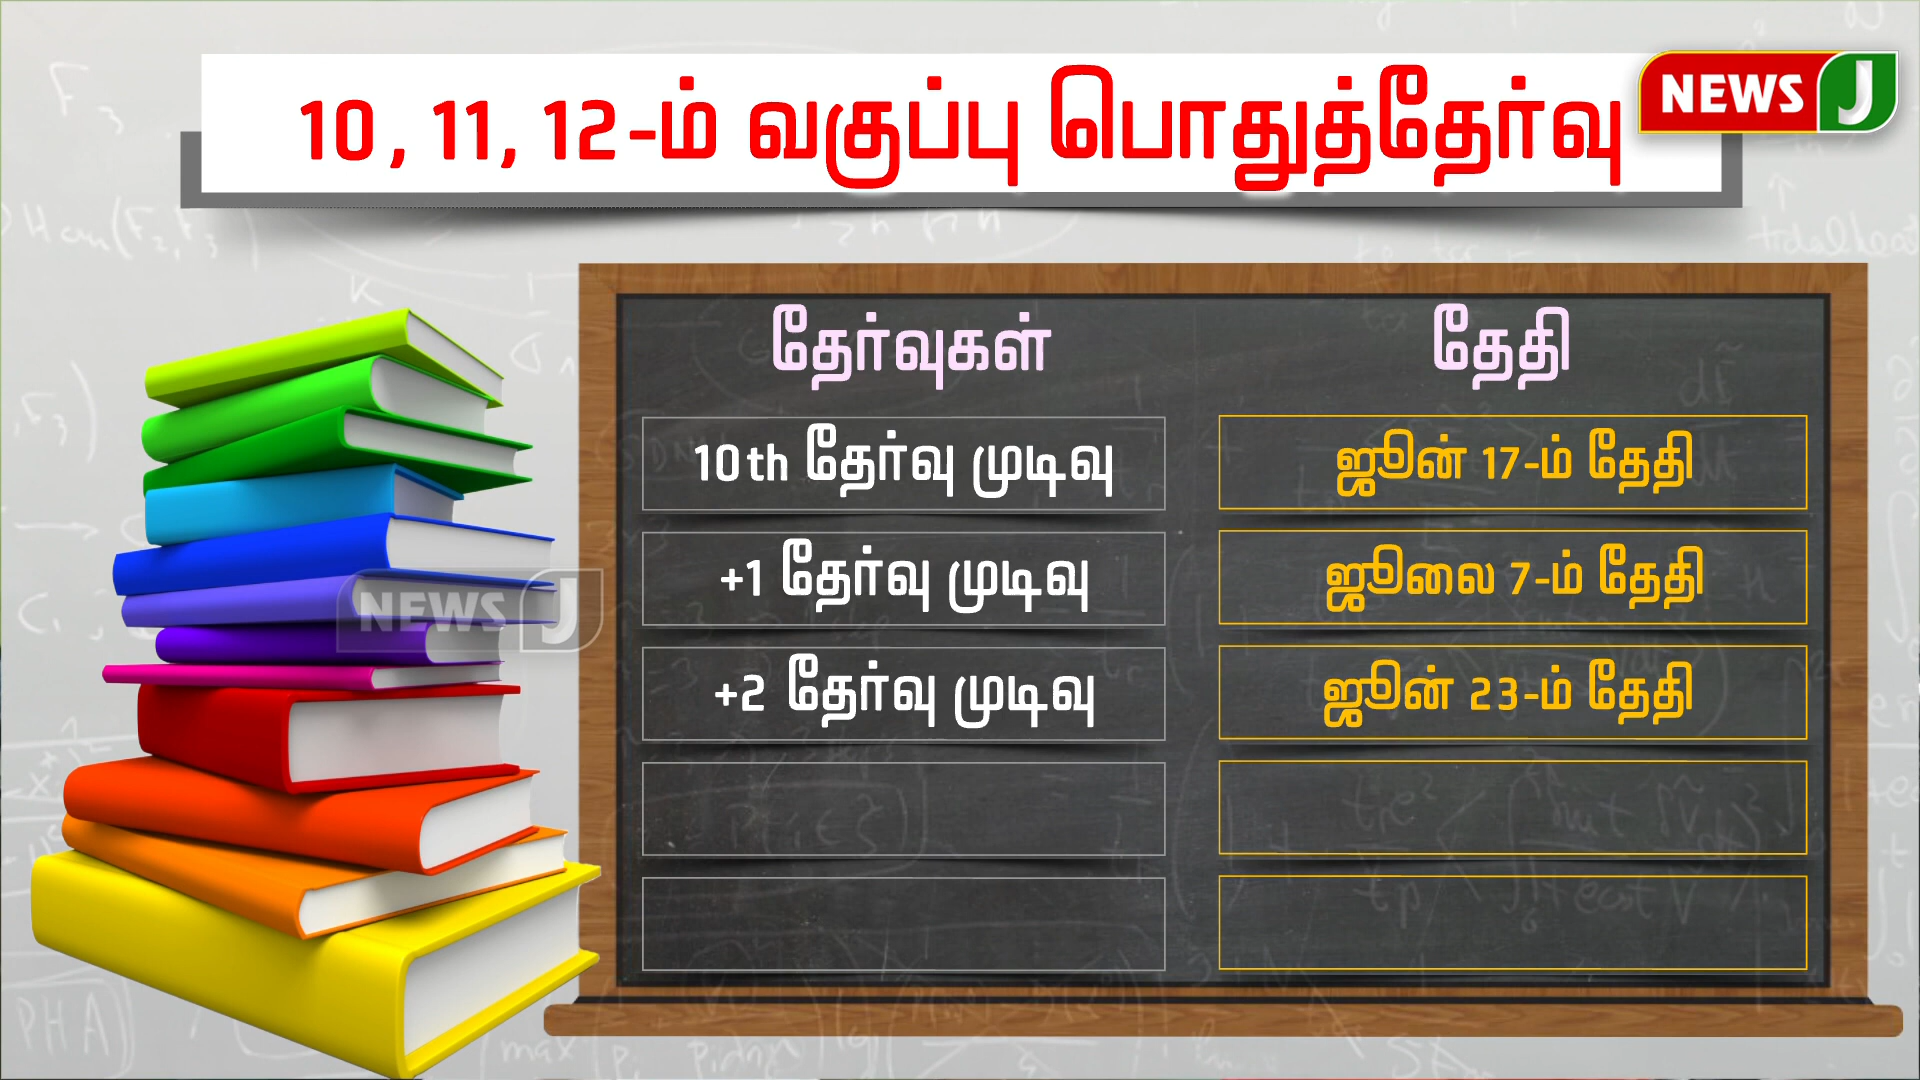 10, 11, 12-ம் வகுப்பு பொதுத்தேர்வு
NEWS J
தேர்வுகள் தேதி
10th தேர்வு முடிவு ஜூன் 17-ம் தேதி
+1 தேர்வு முடிவு ஜூலை 7-ம் தேதி
NEWS J
+2 தேர்வு முடிவு ஜூன் 23-ம் தேதி